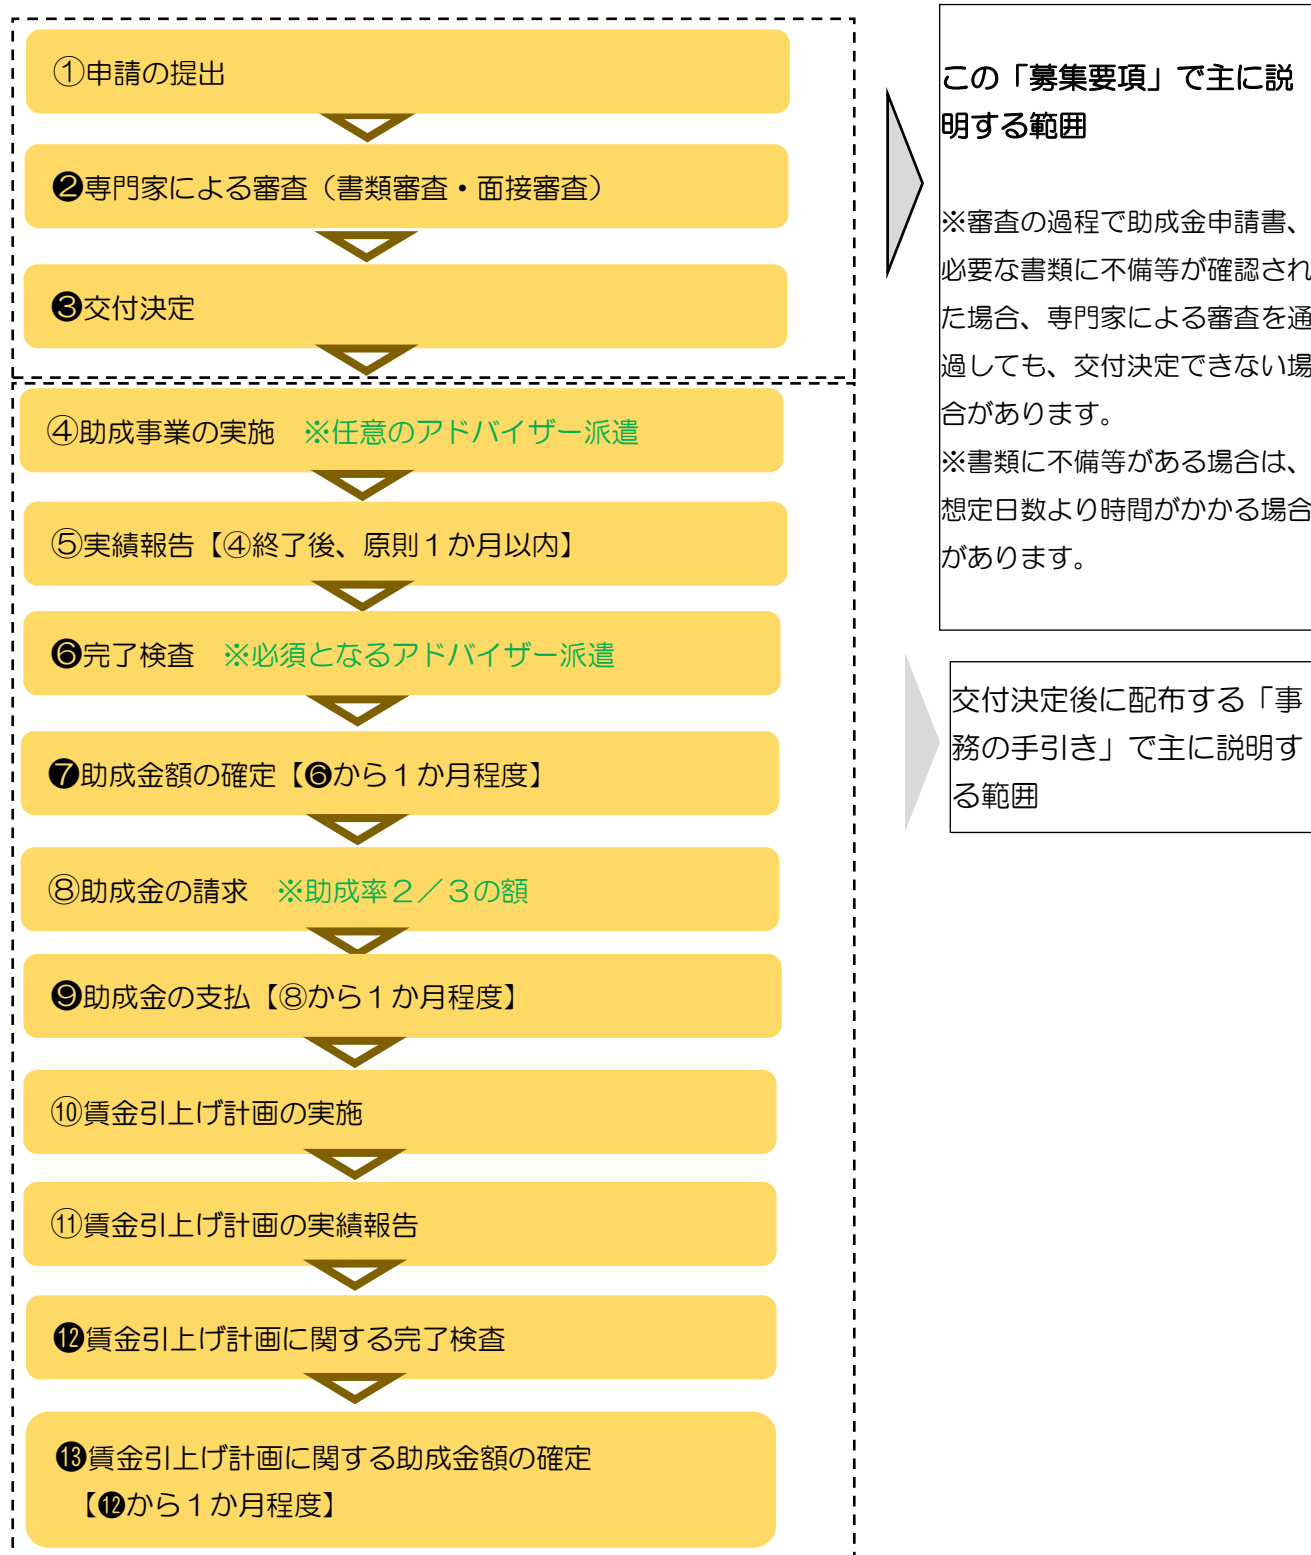 ①申請の提出
❷専門家による審査（書類審査・面接審査）
❸交付決定
④助成事業の実施　※任意のアドバイザー派遣
⑤実績報告【④終了後、原則１か月以内】
❻完了検査　※必須となるアドバイザー派遣
❼助成金額の確定【❻から１か月程度】
⑧助成金の請求　※助成率２／３の額
❾助成金の支払【⑧から１か月程度】
⑩賃金引上げ計画の実施
⑪賃金引上げ計画の実績報告
⓬賃金引上げ計画に関する完了検査
⓭賃金引上げ計画に関する助成金額の確定
【⓬から１か月程度】
この「募集要項」で主に説
明する範囲
※審査の過程で助成金申請書、
必要な書類に不備等が確認され
た場合、専門家による審査を通
過しても、交付決定できない場
合があります。
※書類に不備等がある場合は、
想定日数より時間がかかる場合
があります。
交付決定後に配布する「事
務の手引き」で主に説明す
る範囲